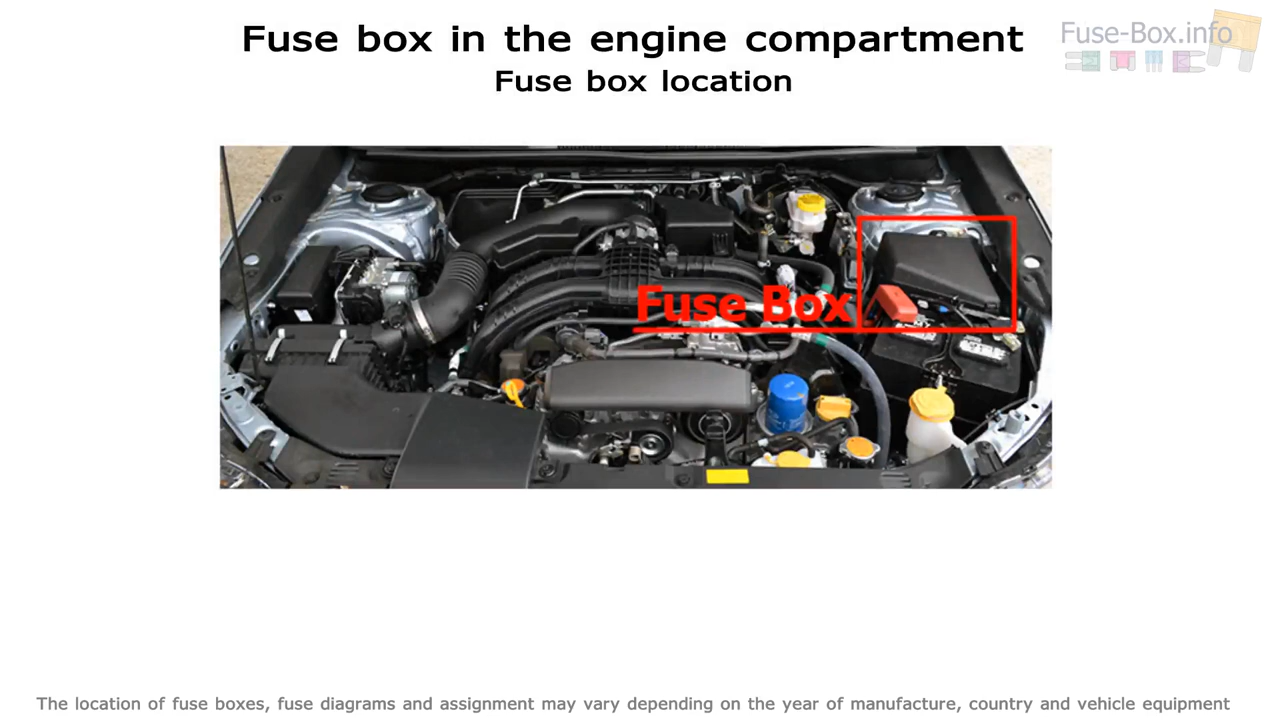 Fuse box in the engine compartment
Fuse-Box.info
Fuse box location
Fuse Box
The location of fuse boxes, fuse diagrams and assignment may vary depending on the year of manufacture, country and vehicle equipment